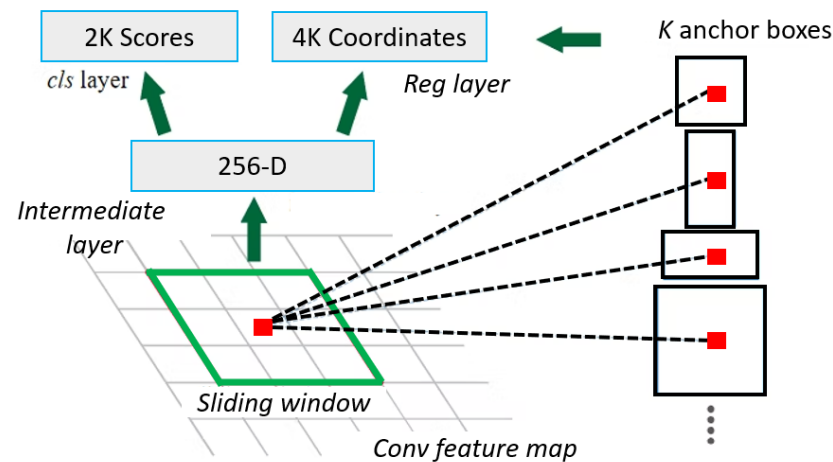 2K Scores
4K Coordinates
K anchor boxes
cls layer
Reg layer
256-D
Intermediate
layer
Sliding window
Conv feature map